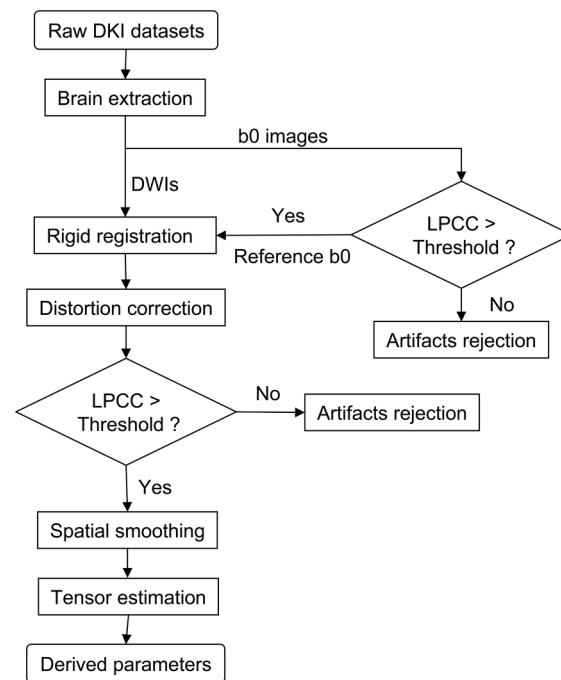 Raw DKI datasets
Brain extraction
b0 images
DWIs
LPCC >
Threshold ?
Yes
Rigid registration
Reference b0
No
Distortion correction
Artifacts rejection
LPCC >
Threshold ?
No
Artifacts rejection
Yes
Spatial smoothing
Tensor estimation
Derived parameters